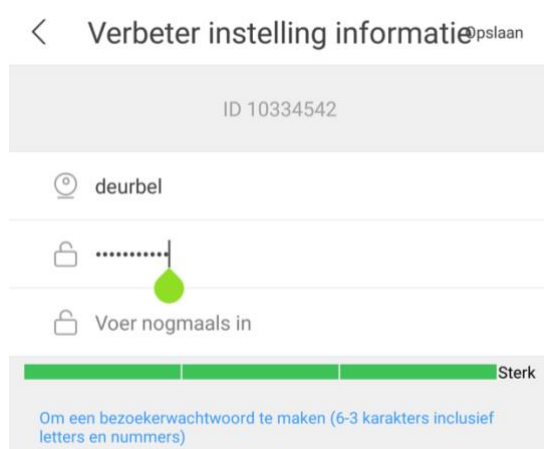 Verbeter instelling informatie Opslaan
ID 10334542
deurbel
•••••••••••
Voer nogmaals in
Sterk
Om een bezoekerwachtwoord te maken (6-3 karakters inclusief
letters en nummers)